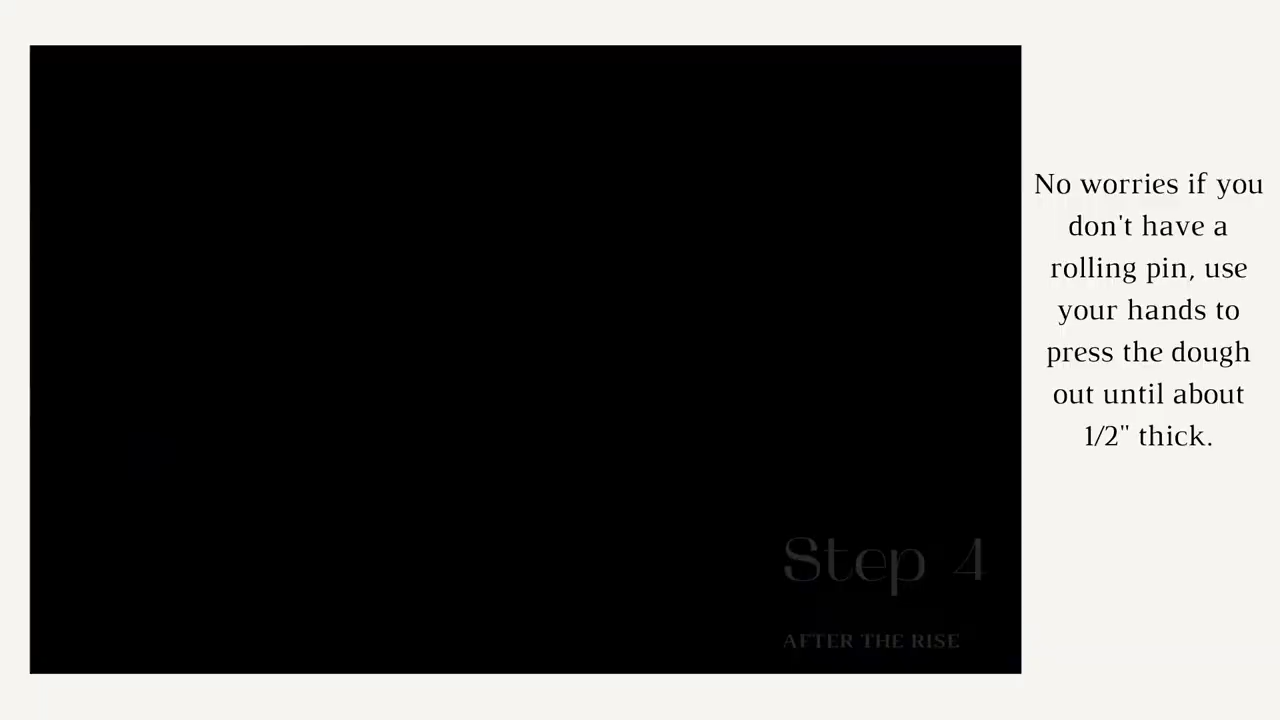 No worries if you
don't have a
rolling pin, use
your hands to
press the dough
out until about
1/2" thick.
Step 4
AFTER THE RISE